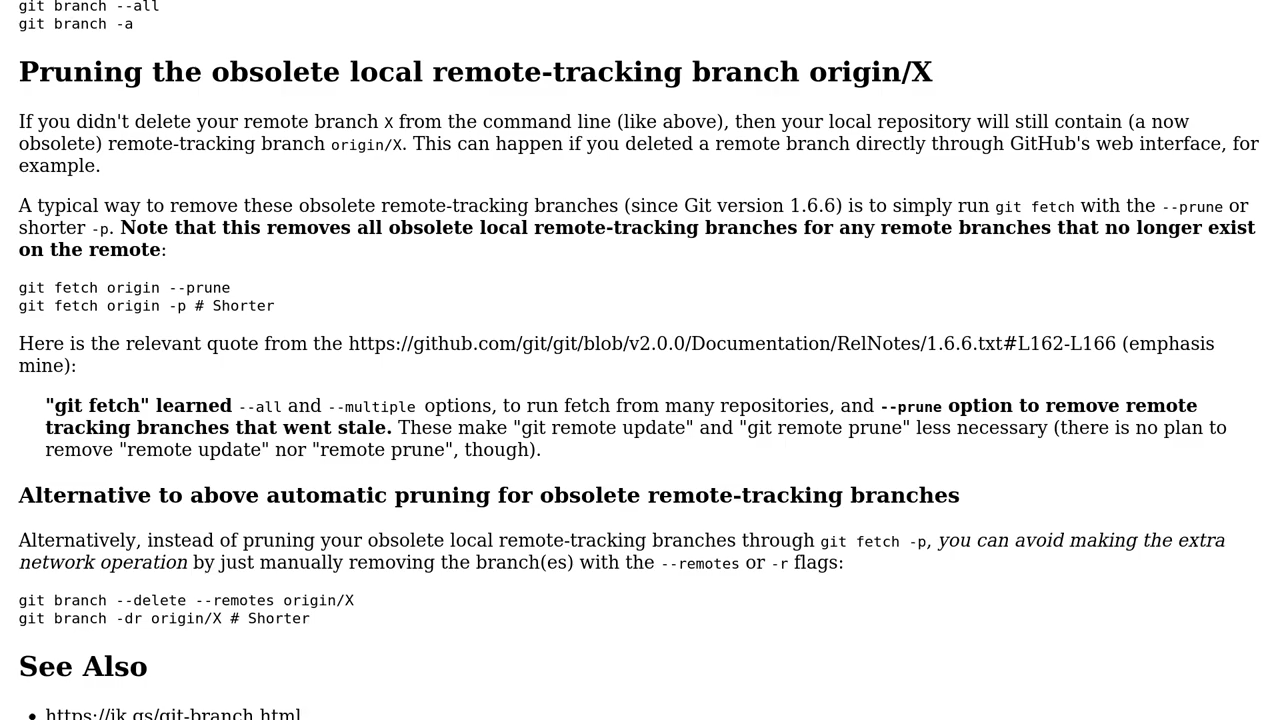 git branch --all
git branch -a
Pruning the obsolete local remote-tracking branch origin/X
If you didn't delete your remote branch X from the command line (like above), then your local repository will still contain (a now
obsolete) remote-tracking branch origin/X. This can happen if you deleted a remote branch directly through GitHub's web interface, for
example.
A typical way to remove these obsolete remote-tracking branches (since Git version 1.6.6) is to simply run git fetch with the --prune or
shorter -p. Note that this removes all obsolete local remote-tracking branches for any remote branches that no longer exist
on the remote:
git fetch origin --prune
git fetch origin -p # Shorter
Here is the relevant quote from the https://github.com/git/git/blob/v2.0.0/Documentation/RelNotes/1.6.6.txt#L162-L166 (emphasis
mine):
"git fetch" learned --all and --multiple options, to run fetch from many repositories, and --prune option to remove remote
tracking branches that went stale. These make "git remote update" and "git remote prune" less necessary (there is no plan to
remove "remote update" nor "remote prune", though).
Alternative to above automatic pruning for obsolete remote-tracking branches
Alternatively, instead of pruning your obsolete local remote-tracking branches through git fetch -p, you can avoid making the extra
network operation by just manually removing the branch(es) with the --remotes or -r flags:
git branch --delete --remotes origin/X
git branch -dr origin/X # Shorter
See Also
• https://jk.gs/git-branch.html